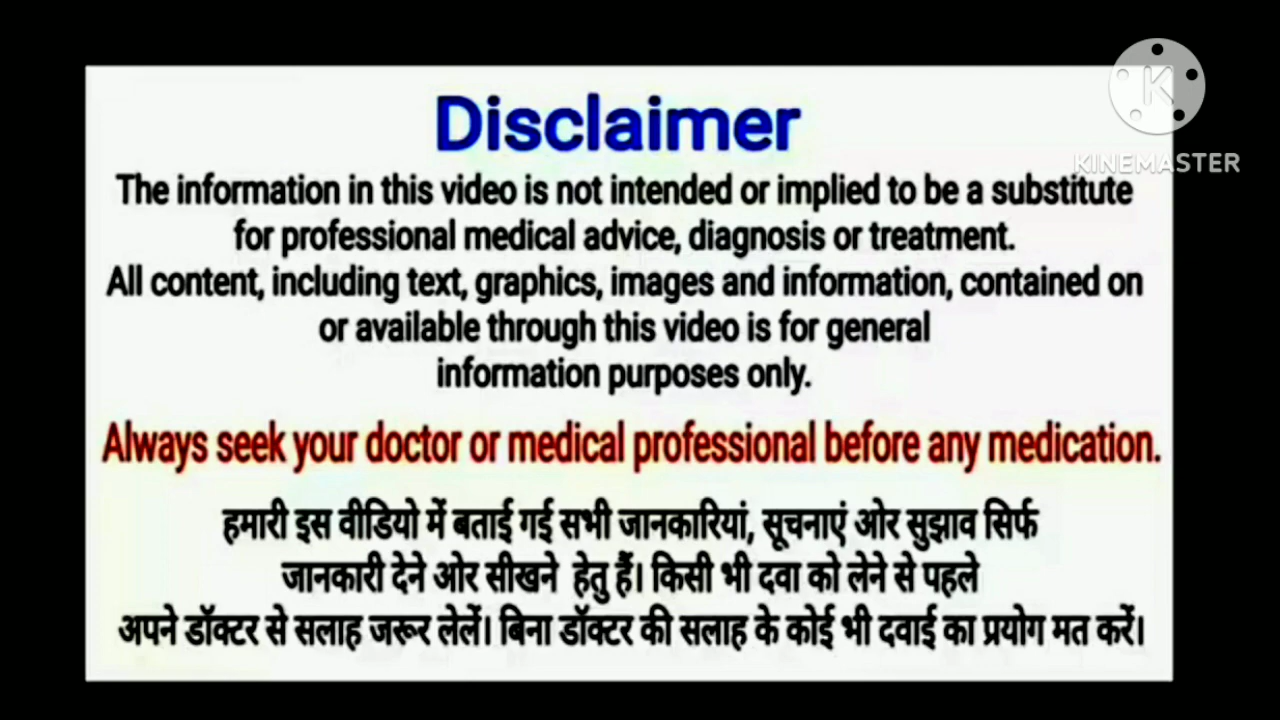 Disclaimer
The information in this video is not intended or implied to be a substitute
for professional medical advice, diagnosis or treatment.
All content, including text, graphics, images and information, contained on
or available through this video is for general
information purposes only.
Always seek your doctor or medical professional before any medication.
हमारी इस वीडियो में बताई गई सभी जानकारियां, सूचनाएं ओर सुझाव सिर्फ
जानकारी देने ओर सीखने हेतु हैं। किसी भी दवा को लेने से पहले
अपने डॉक्टर से सलाह जरूर लेलें। बिना डॉक्टर की सलाह के कोई भी दवाई का प्रयोग मत करें।
K
KINEMASTER